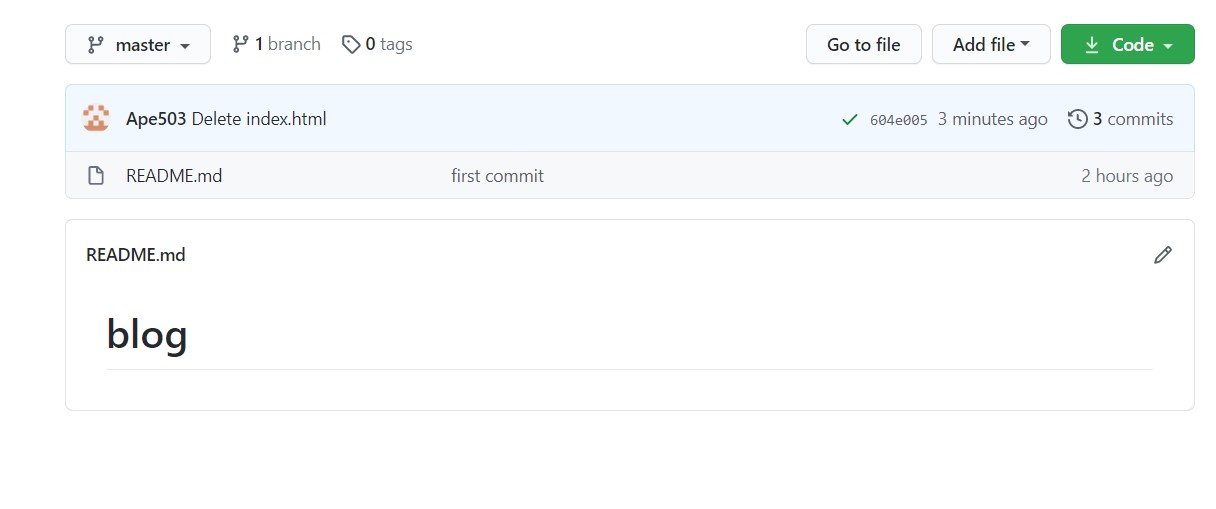 master 1 branch 0 tags Go to file Add file Code
Ape503 Delete index.html 604e005 3 minutes ago 3 commits
README.md first commit 2 hours ago
README.md
blog